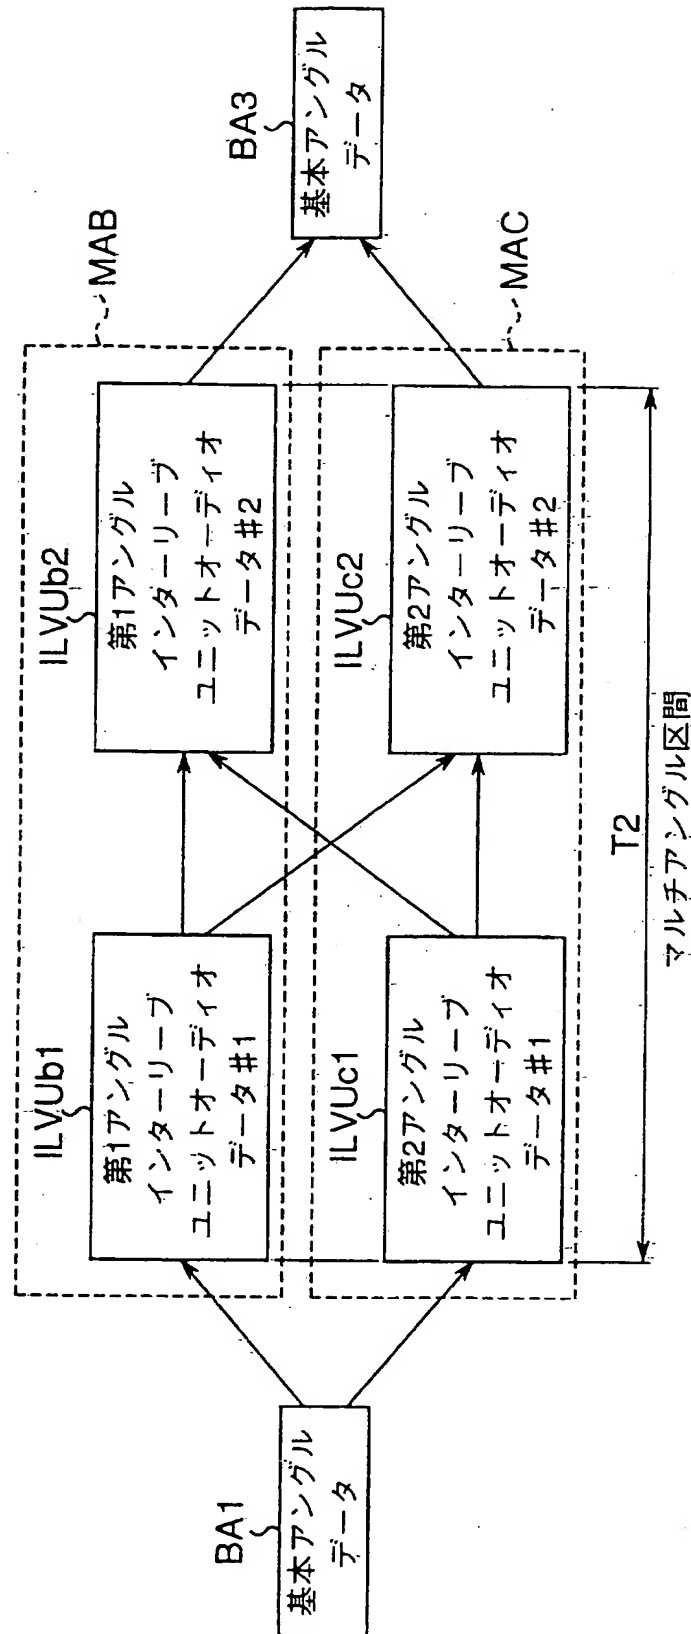 BA1
基本アングル
データ
MAB
ILVUb1
第1アングル
インターリーブ
ユニットオーディオ
データ#1
ILVUb2
第1アングル
インターリーブ
ユニットオーディオ
データ#2
MAC
ILVUc1
第2アングル
インターリーブ
ユニットオーディオ
データ#1
ILVUc2
第2アングル
インターリーブ
ユニットオーディオ
データ#2
BA3
基本アングル
データ
T2
マルチアングル区間